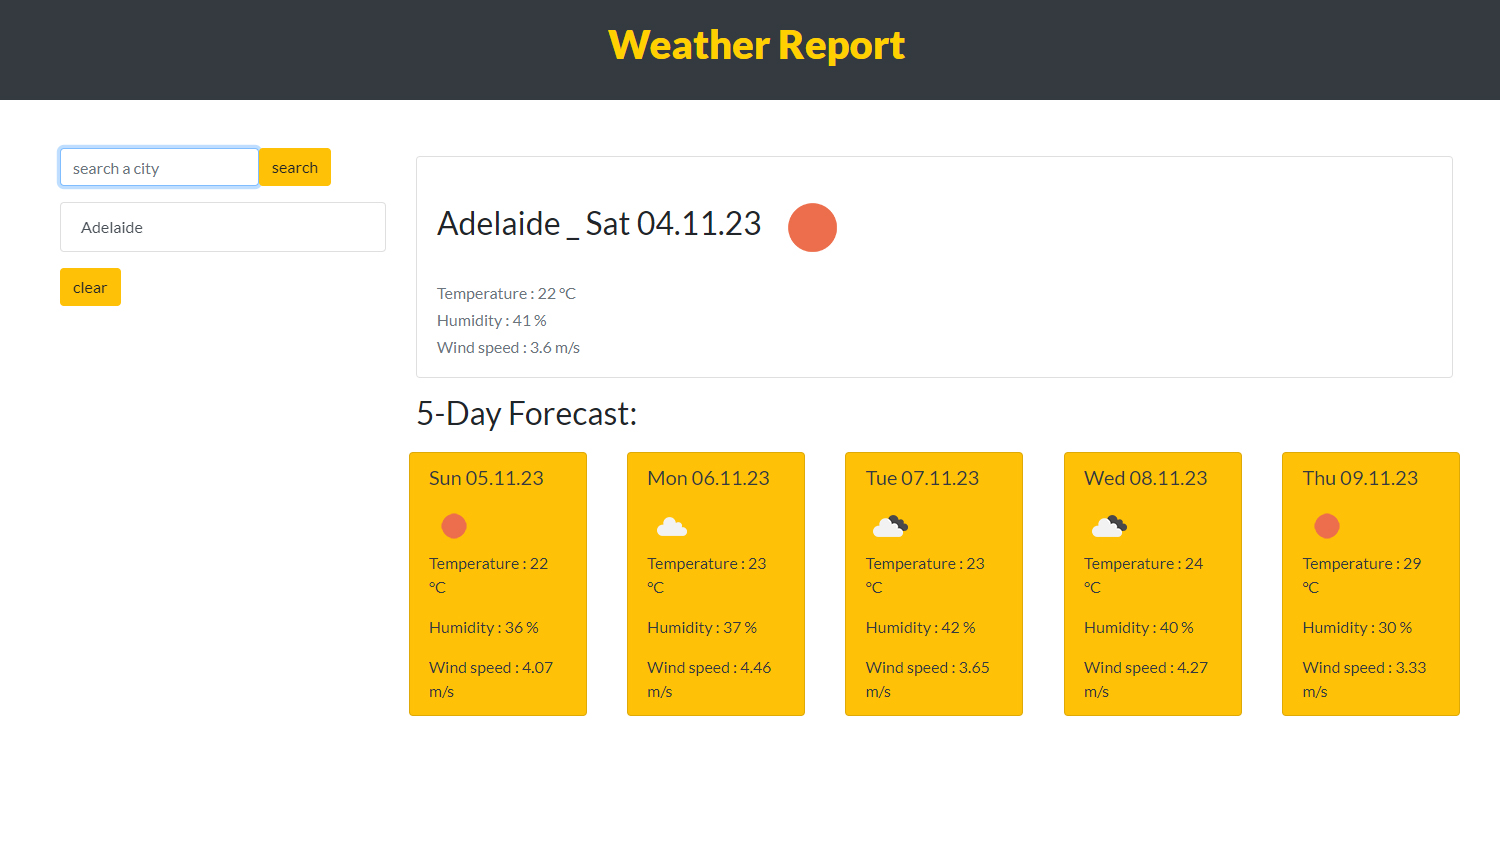 Weather Report
search a city
search
Adelaide
clear
Adelaide _ Sat 04.11.23
Temperature : 22 °C
Humidity : 41 %
Wind speed : 3.6 m/s
5-Day Forecast:
Sun 05.11.23
Temperature : 22
°C
Humidity : 36 %
Wind speed : 4.07
m/s
Mon 06.11.23
Temperature : 23
°C
Humidity : 37 %
Wind speed : 4.46
m/s
Tue 07.11.23
Temperature : 23
°C
Humidity : 42 %
Wind speed : 3.65
m/s
Wed 08.11.23
Temperature : 24
°C
Humidity : 40 %
Wind speed : 4.27
m/s
Thu 09.11.23
Temperature : 29
°C
Humidity : 30 %
Wind speed : 3.33
m/s